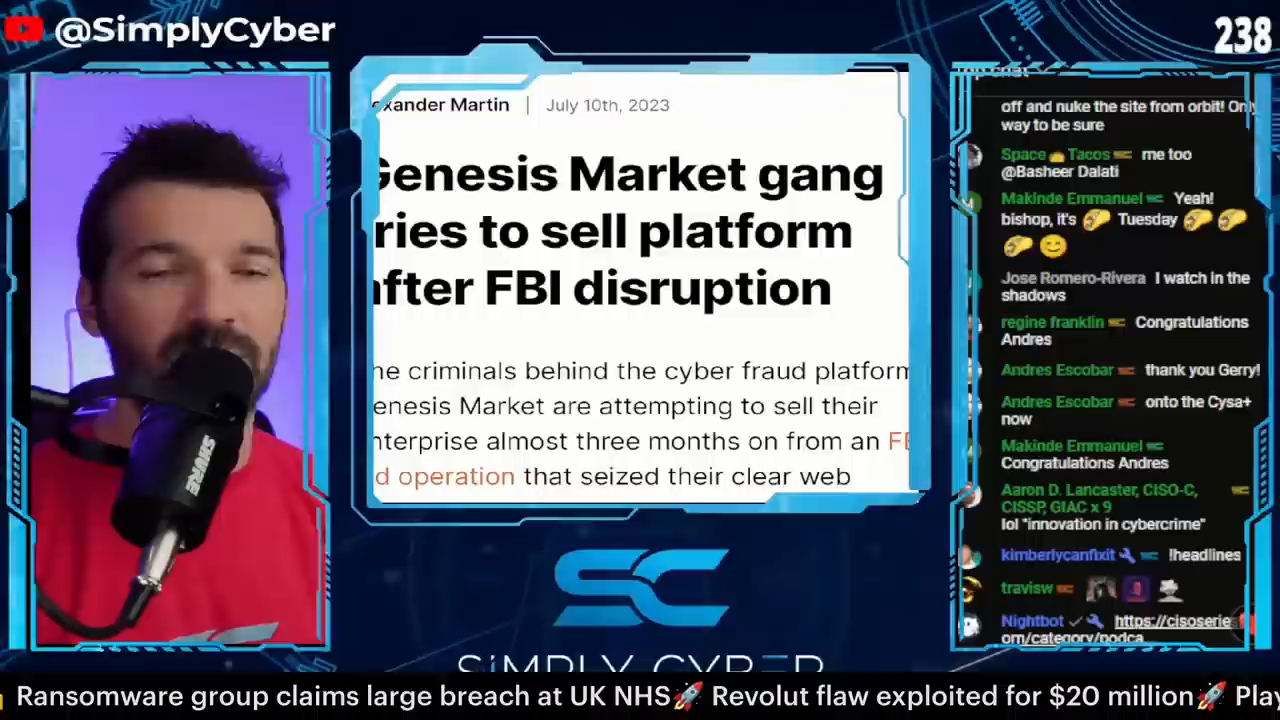 @SimplyCyber
238
exander Martin | July 10th, 2023
Genesis Market gang
ries to sell platform
after FBI disruption
he criminals behind the cyber fraud platform
enesis Market are attempting to sell their
nterprise almost three months on from an
d operation that seized their clear web
off and nuke the site from orbit! Only
way to be sure
Space Tacos me too
@Basheer Dalati
Makinde Emmanuel Yeah!
bishop, it's Tuesday
Jose Romero-Rivera I watch in the
shadows
regine franklin Congratulations
Andres
Andres Escobar thank you Gerry!
Andres Escobar onto the Cysa+
now
Makinde Emmanuel
Congratulations Andres
Aaron D. Lancaster, CISO-C,
CISSP, GIAC x 9
lol "innovation in cybercrime"
kimberlycanfixit !headlines
travisw
Nightbot https://cisoserie
om/category/podca
SHURE
SC
SIMPLY CYBER
Ransomware group claims large breach at UK NHS🚀 Revolut flaw exploited for $20 million🚀 Play